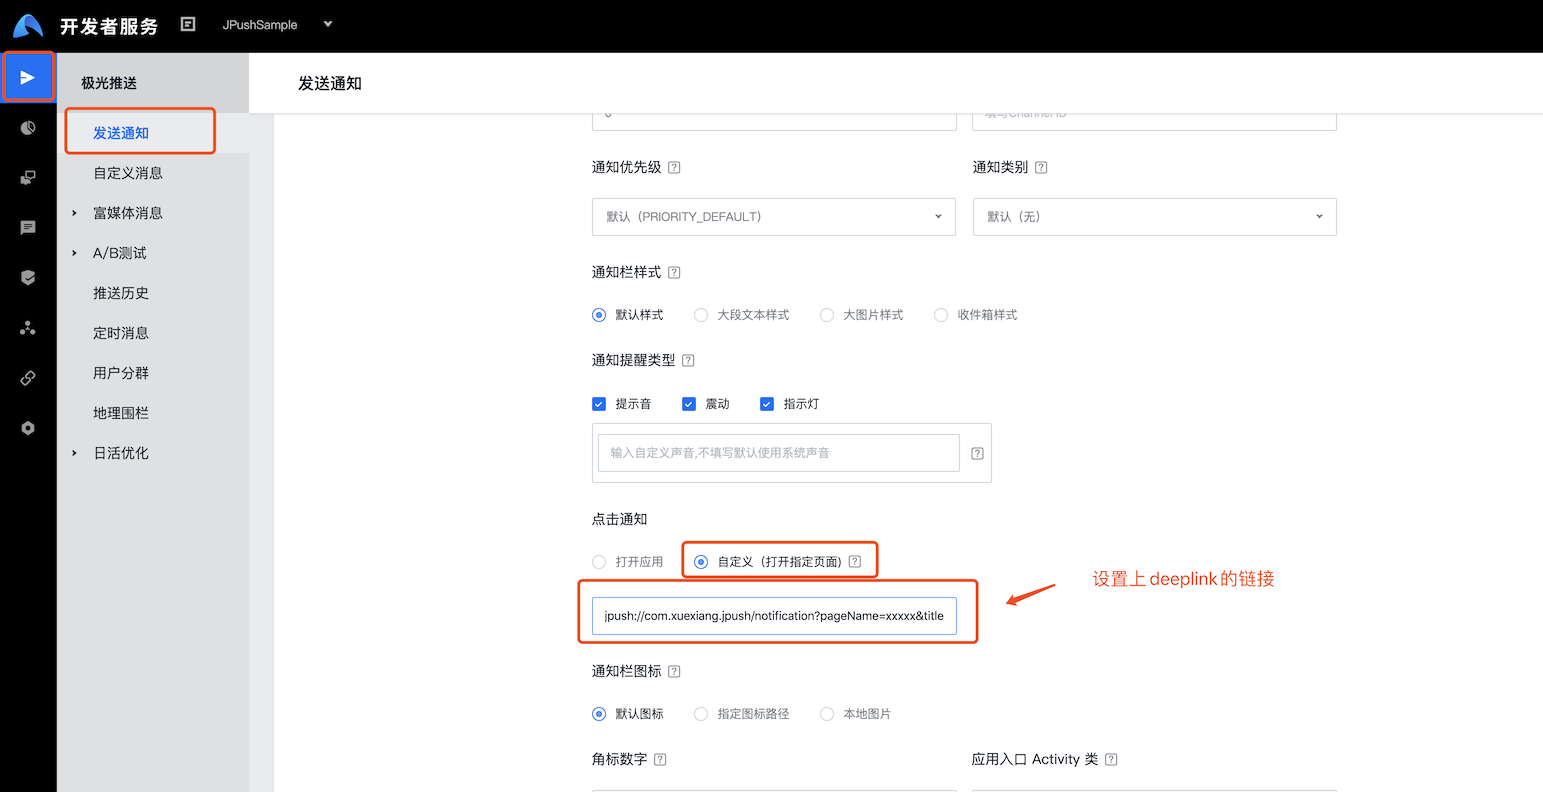 开发者服务
JPushSample
极光推送
发送通知
自定义消息
富媒体消息
A/B测试
推送历史
定时消息
用户分群
地理围栏
日活优化
发送通知
通知优先级 ?
通知类别 ?
默认（PRIORITY_DEFAULT）
默认（无）
通知栏样式 ?
默认样式 大段文本样式 大图片样式 收件箱样式
通知提醒类型 ?
提示音 震动 指示灯
输入自定义声音,不填写默认使用系统声音 ?
点击通知
打开应用 自定义（打开指定页面) ?
设置上 deeplink的链接
jpush://com.xuexiang.jpush/notification?pageName=xxxxx&title
通知栏图标 ?
默认图标 指定图标路径 本地图片
角标数字 ?
应用入口 Activity 类 ?